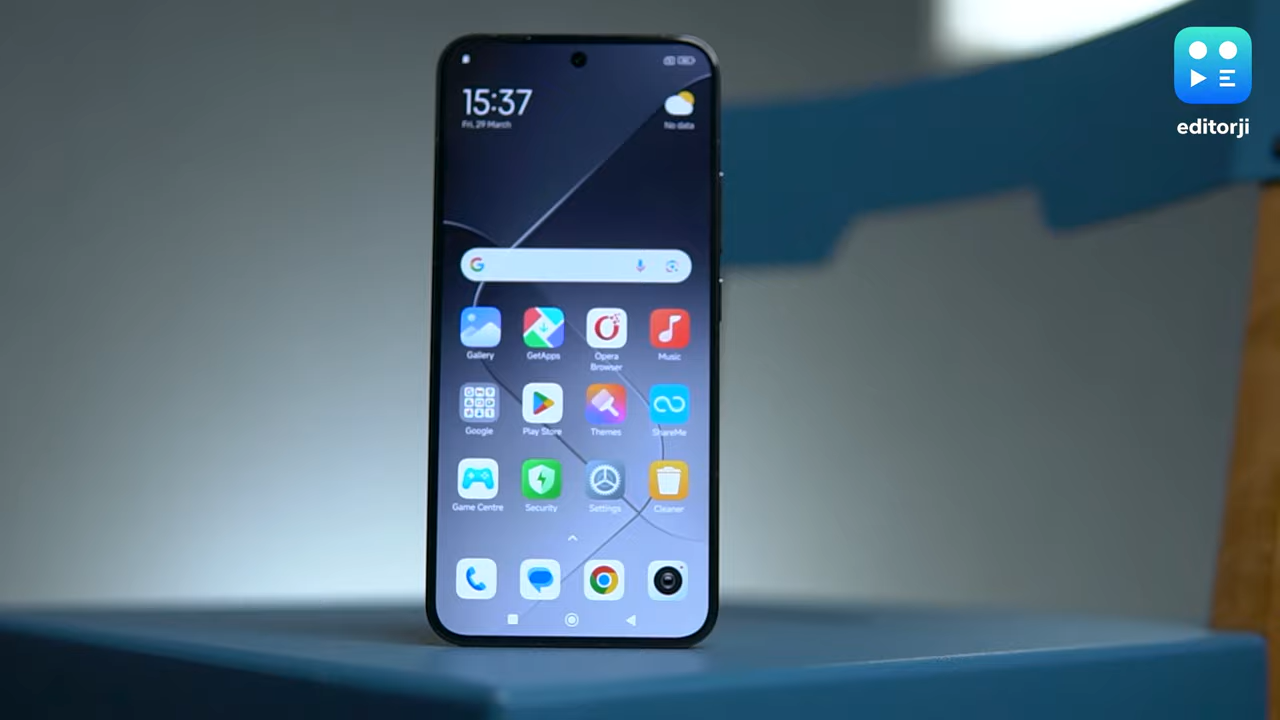 editorji
15:37
Fri, 29 March
No data
Gallery
GetApps
Opera
Browser
Music
Google
Play Store
Themes
ShareMe
Game Centre
Security
Settings
Cleaner